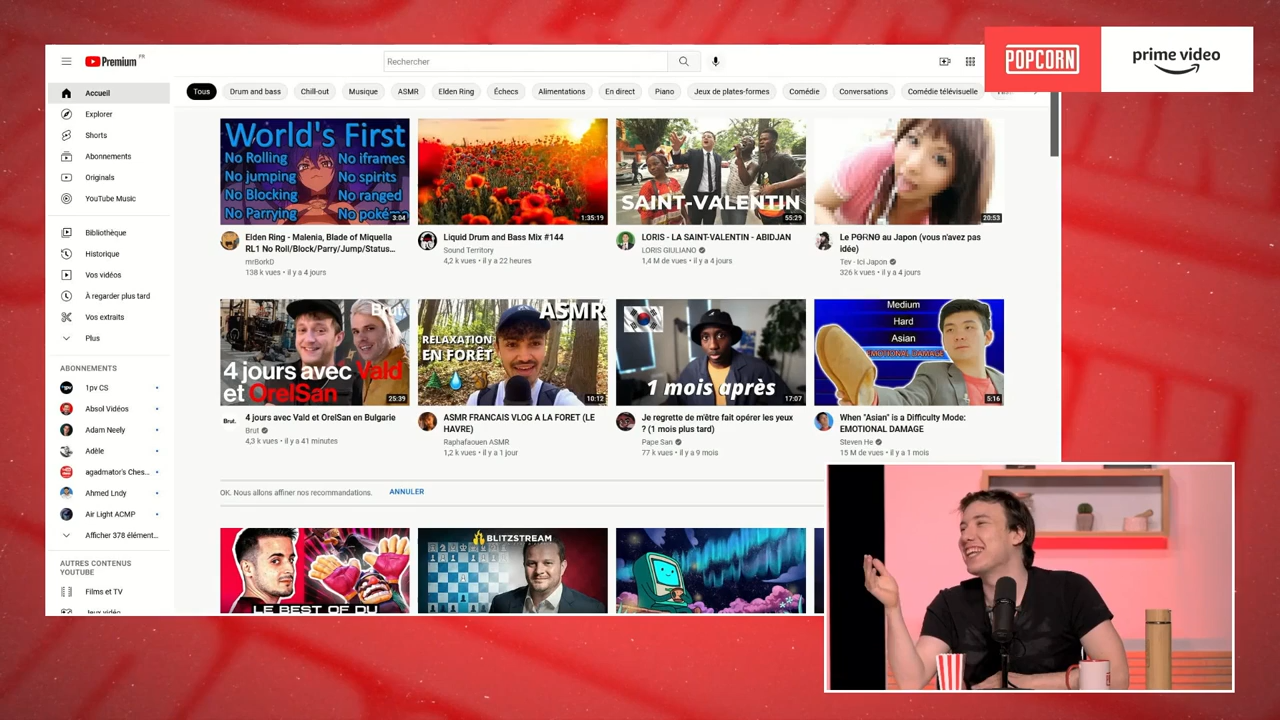 Premium FR
Rechercher
POPCORN
prime video
Accueil
Explorer
Shorts
Abonnements
Originals
YouTube Music
Bibliothèque
Historique
Vos vidéos
À regarder plus tard
Vos extraits
Plus
ABONNEMENTS
1pv CS
Absol Vidéos
Adam Neely
Adèle
agadmator's Ches...
Ahmed Lndy
Air Light ACMP
Afficher 378 élément...
AUTRES CONTENUS
YOUTUBE
Films et TV
Jeux vidéo
Tous
Drum and bass
Chill-out
Musique
ASMR
Elden Ring
Échecs
Alimentations
En direct
Piano
Jeux de plates-formes
Comédie
Conversations
Comédie télévisuelle
World's First
No Rolling
No iframes
No jumping
No spirits
No Blocking
No ranged
No Parrying
No pokémo
3:04
Elden Ring - Malenia, Blade of Miquella
RL1 No Roll/Block/Parry/Jump/Status...
mrBorkD
138 k vues • il y a 4 jours
1:35:19
Liquid Drum and Bass Mix #144
Sound Territory
4,2 k vues • il y a 22 heures
SAINT-VALENTIN
55:29
LORIS - LA SAINT-VALENTIN - ABIDJAN
LORIS GIULIANO
1,4 M de vues • il y a 4 jours
20:53
Le PORNO au Japon (vous n'avez pas
idée)
Tev - Ici Japon
326 k vues • il y a 4 jours
Brut.
4 jours avec Vald
et OrelSan
25:39
Brut.
4 jours avec Vald et OrelSan en Bulgarie
Brut
4,3 k vues • il y a 41 minutes
ASMR
RELAXATION
EN FORÊT
10:12
ASMR FRANCAIS VLOG A LA FORET (LE
HAVRE)
Raphafaouen ASMR
1,2 k vues • il y a 1 jour
1 mois après
17:07
Je regrette de m'être fait opérer les yeux
? (1 mois plus tard)
Pape San
77 k vues • il y a 9 mois
Medium
Hard
Asian
EMOTIONAL DAMAGE
5:16
When "Asian" is a Difficulty Mode:
EMOTIONAL DAMAGE
Steven He
15 M de vues • il y a 1 mois
OK. Nous allons affiner nos recommandations.
ANNULER
LE BEST OF DU
BLITZSTREAM